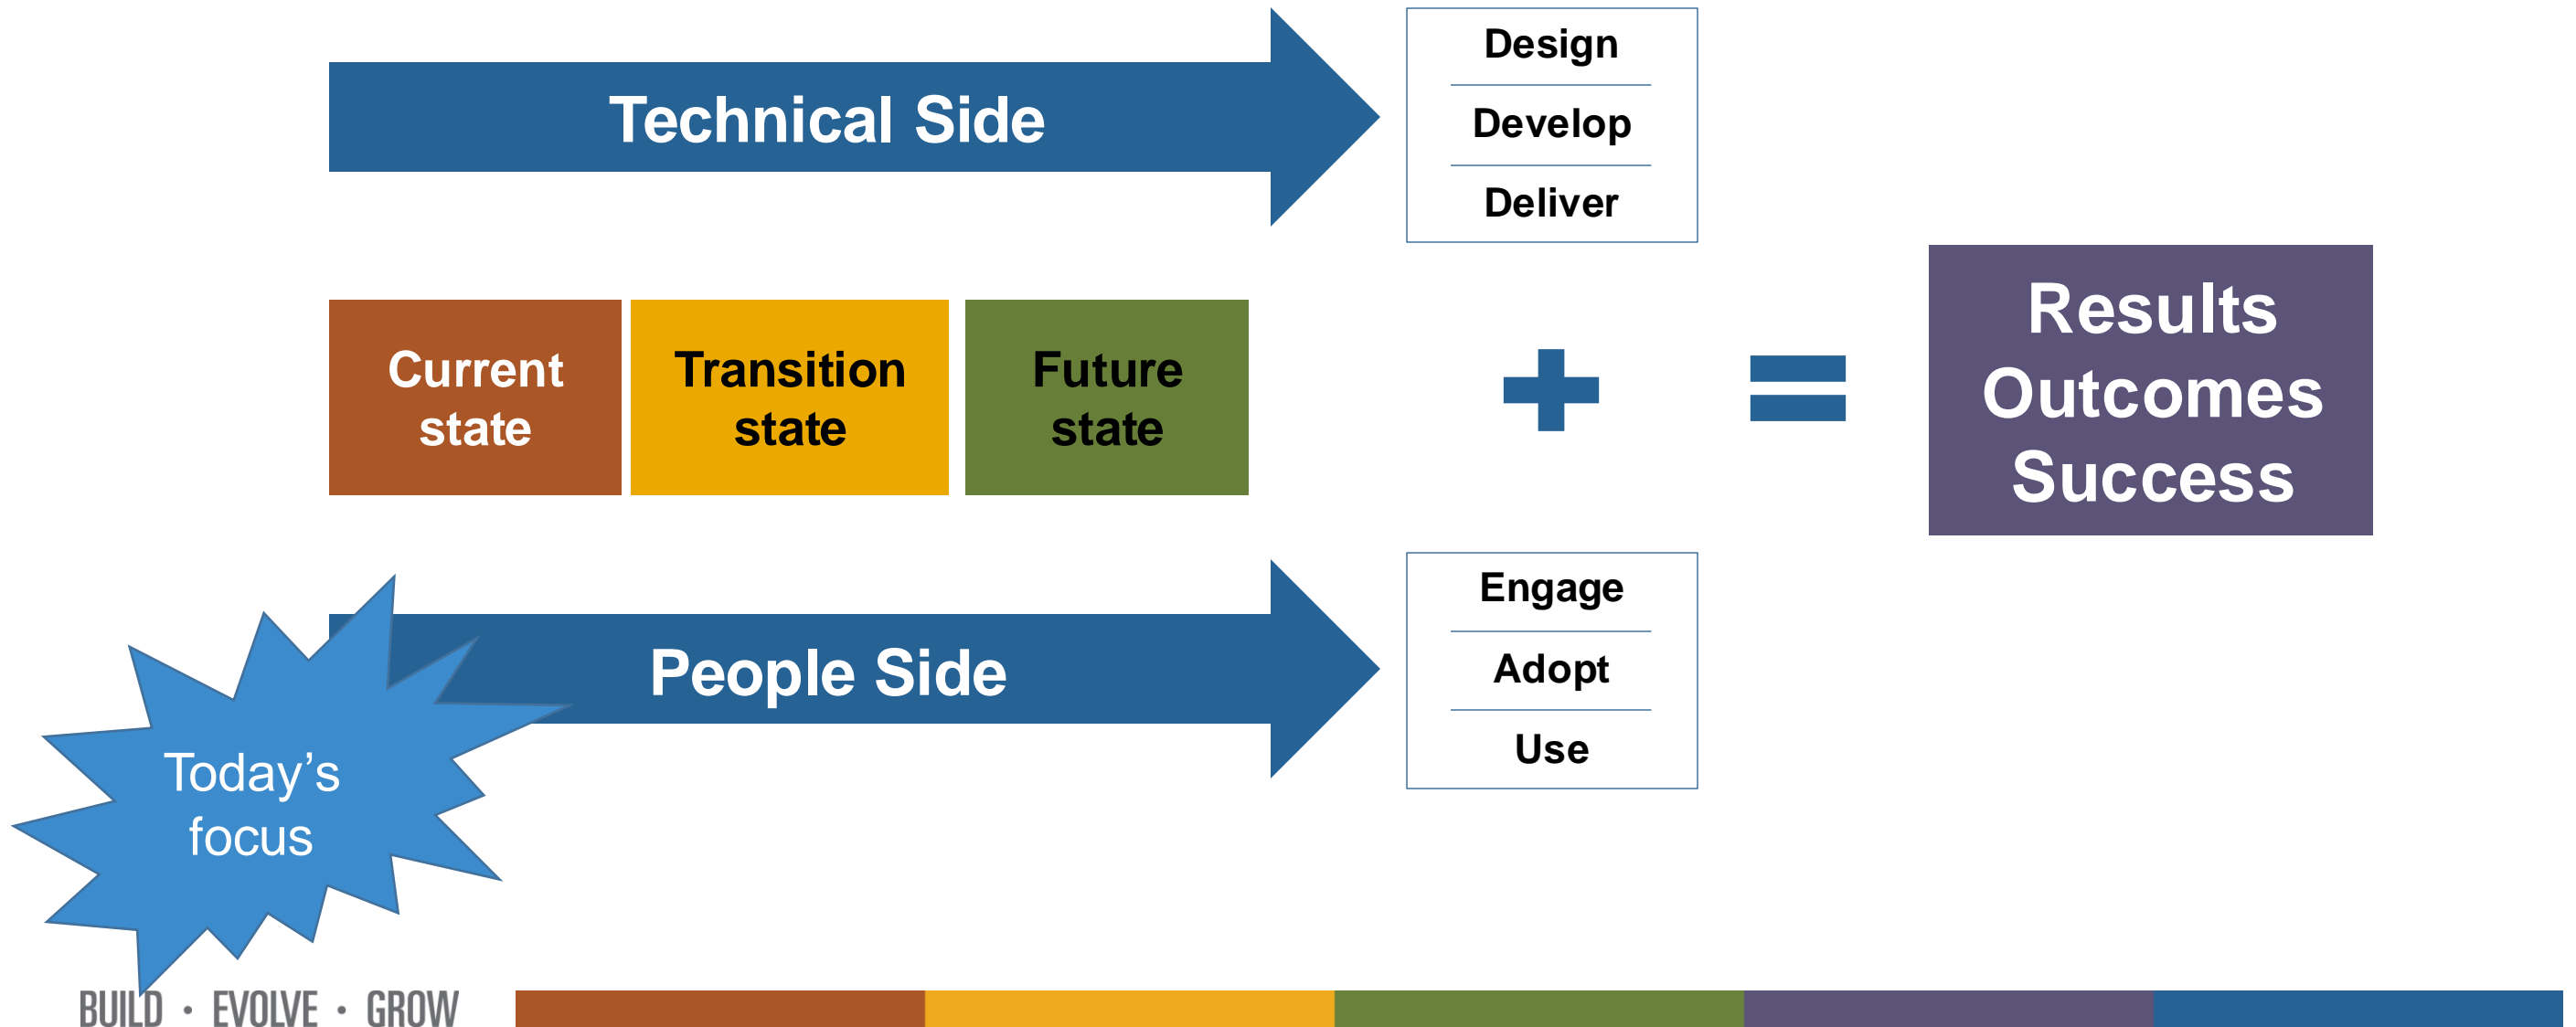 Technical Side
Design
Develop
Deliver
Current
state
Transition
state
Future
state
Results
Outcomes
Success
People Side
Engage
Adopt
Use
Today’s
focus
BUILD · EVOLVE · GROW